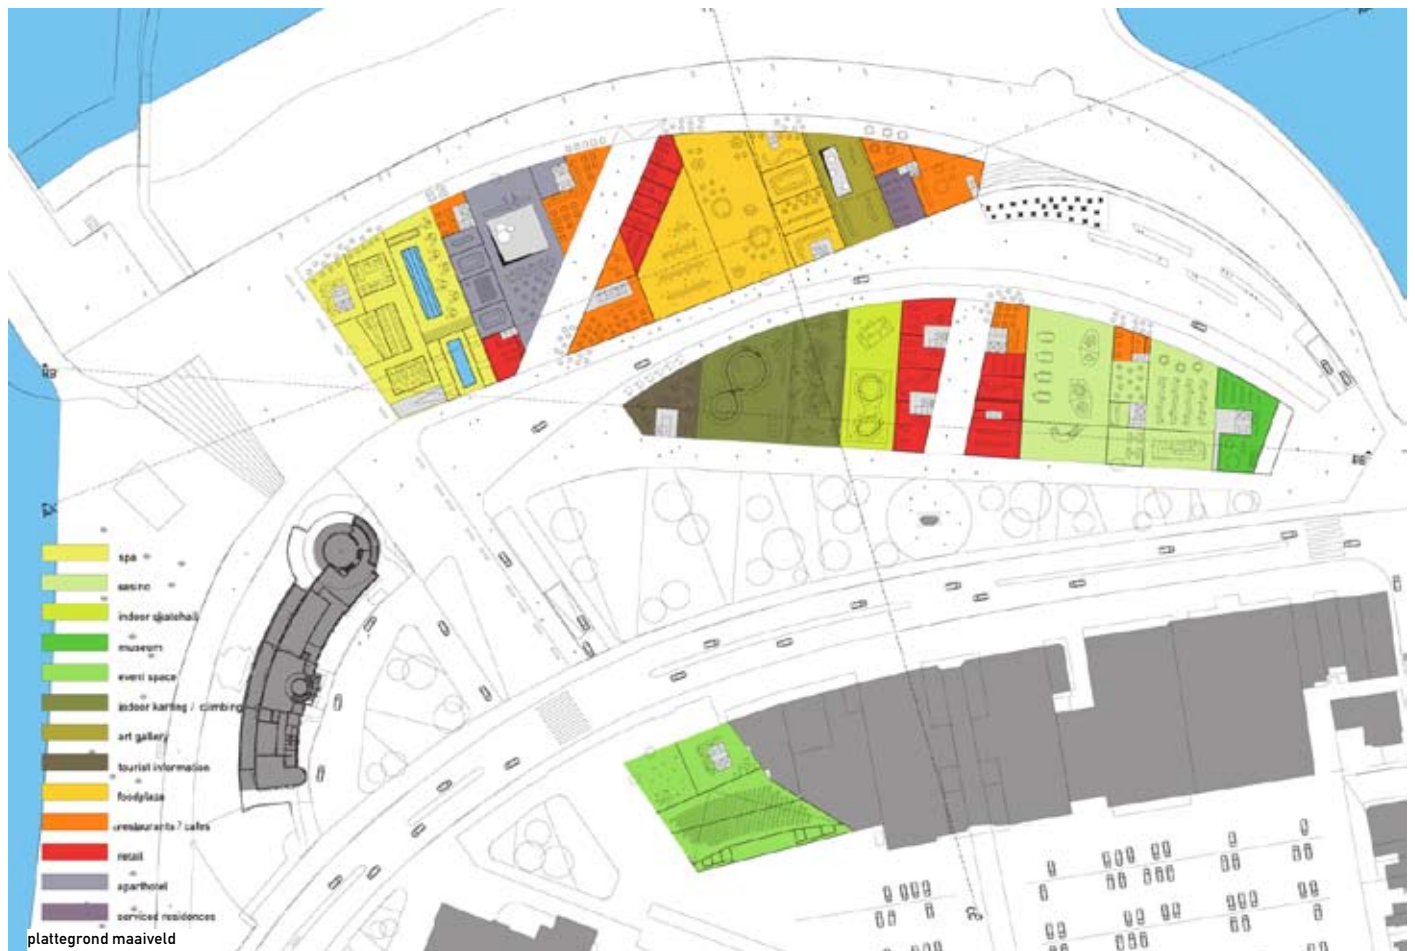 spa
casino
indoor skatehall
museum
event space
indoor karting / climbing
art gallery
tourist information
foodplaza
restaurants / cafes
retail
aparthotel
serviced residences
plattegrond maaiveld